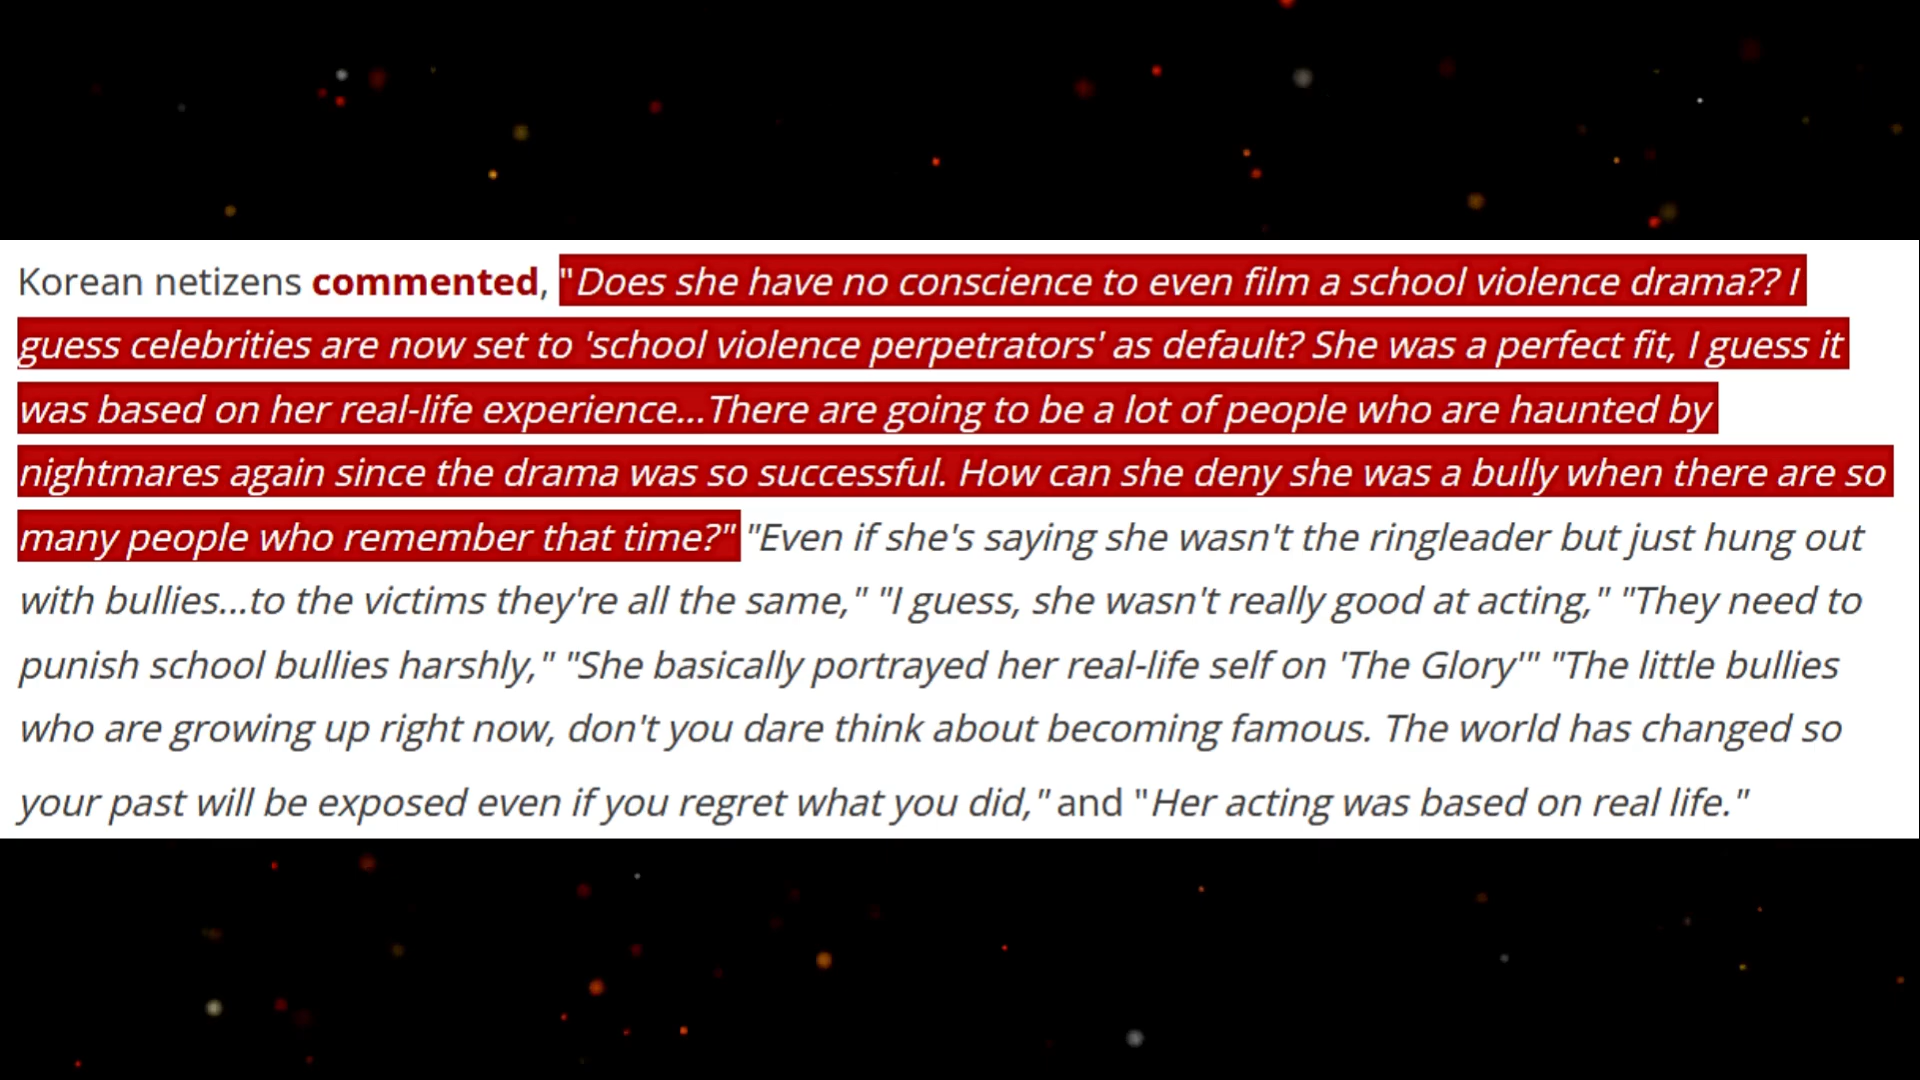 Korean netizens commented, "Does she have no conscience to even film a school violence drama?? I
guess celebrities are now set to 'school violence perpetrators' as default? She was a perfect fit, I guess it
was based on her real-life experience...There are going to be a lot of people who are haunted by
nightmares again since the drama was so successful. How can she deny she was a bully when there are so
many people who remember that time?" "Even if she's saying she wasn't the ringleader but just hung out
with bullies...to the victims they're all the same," "I guess, she wasn't really good at acting," "They need to
punish school bullies harshly," "She basically portrayed her real-life self on 'The Glory'" "The little bullies
who are growing up right now, don't you dare think about becoming famous. The world has changed so
your past will be exposed even if you regret what you did," and "Her acting was based on real life."